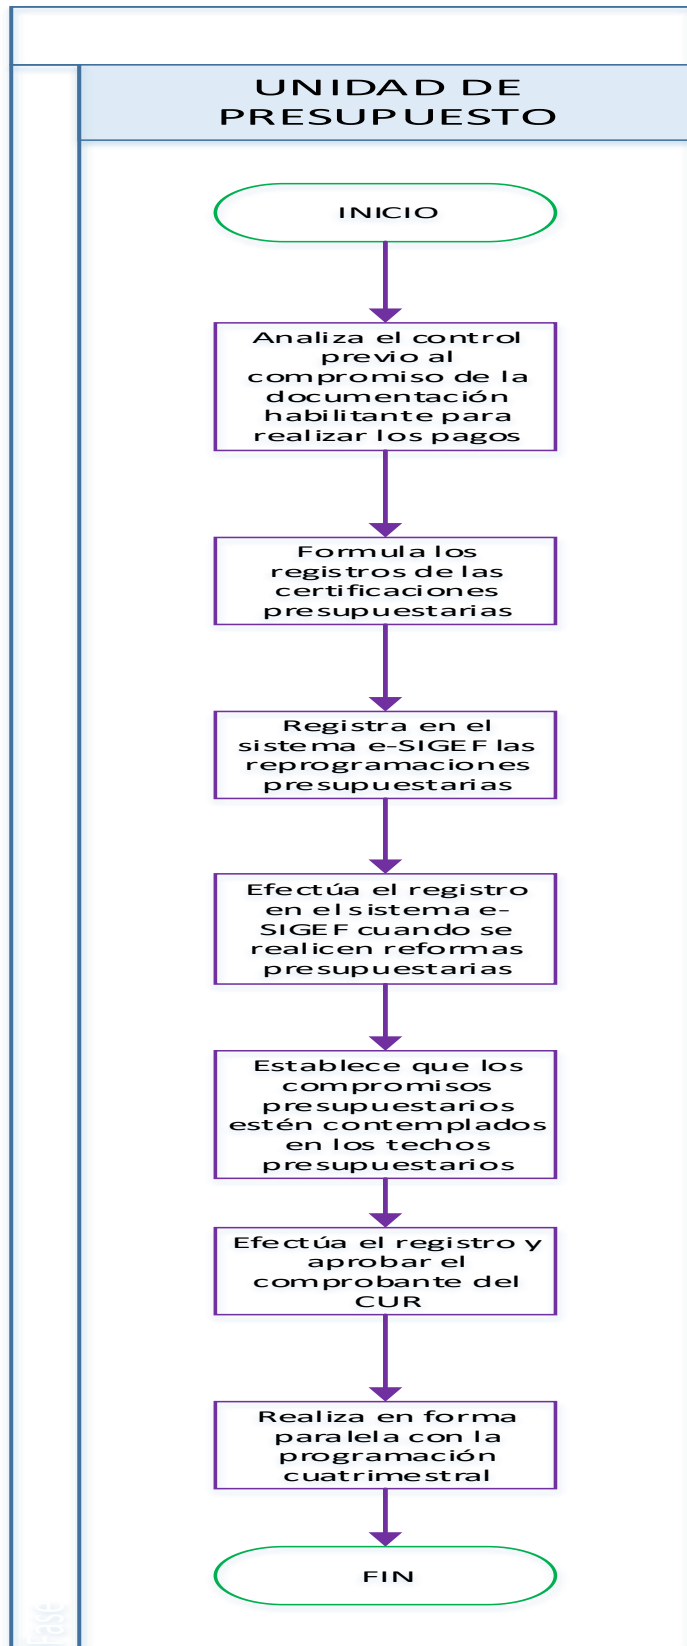 UNIDAD DE
PRESUPUESTO
INICIO
Analiza el control
previo al
compromiso de la
documentación
habilitante para
realizar los pagos
Formula los
registros de las
certificaciones
presupuestarias
Registra en el
sistema e-SIGEF las
reprogramaciones
presupuestarias
Efectúa el registro
en el sistema e-
SIGEF cuando se
realicen reformas
presupuestarias
Establece que los
compromisos
presupuestarios
estén contemplados
en los techos
presupuestarios
Efectúa el registro y
aprobar el
comprobante del
CUR
Realiza en forma
paralela con la
programación
cuatrimestral
FIN
Fase